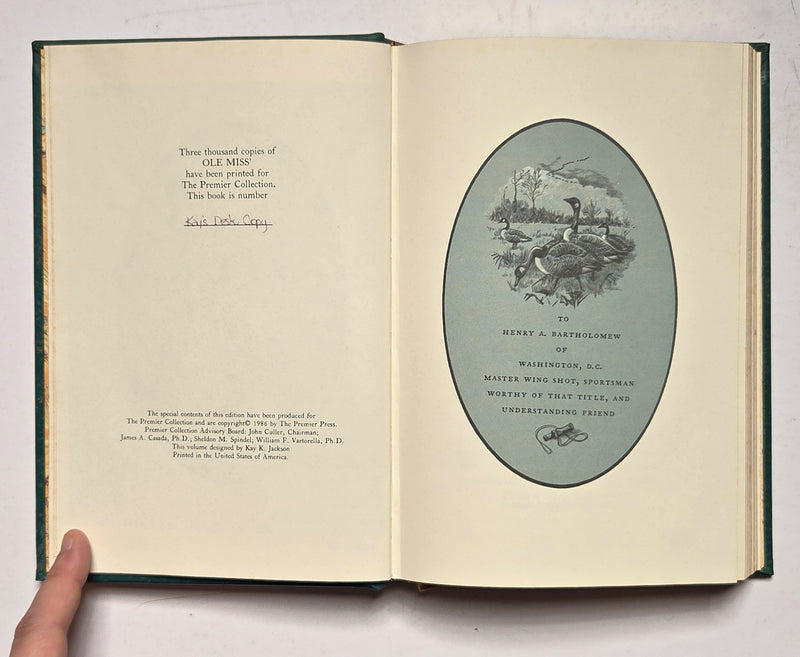 Three thousand copies of
OLE MISS'
have been printed for
The Premier Collection.
This book is number
Kay's Desk Copy
The special contents of this edition have been produced for
The Premier Collection and are copyright© 1986 by The Premier Press.
Premier Collection Advisory Board: John Culler, Chairman;
James A. Casada, Ph.D.; Sheldon M. Spindel; William F. Vartorella, Ph.D.
This volume designed by Kay K. Jackson
Printed in the United States of America.
TO
HENRY A. BARTHOLOMEW
OF
WASHINGTON, D.C.
MASTER WING SHOT, SPORTSMAN
WORTHY OF THAT TITLE, AND
UNDERSTANDING FRIEND